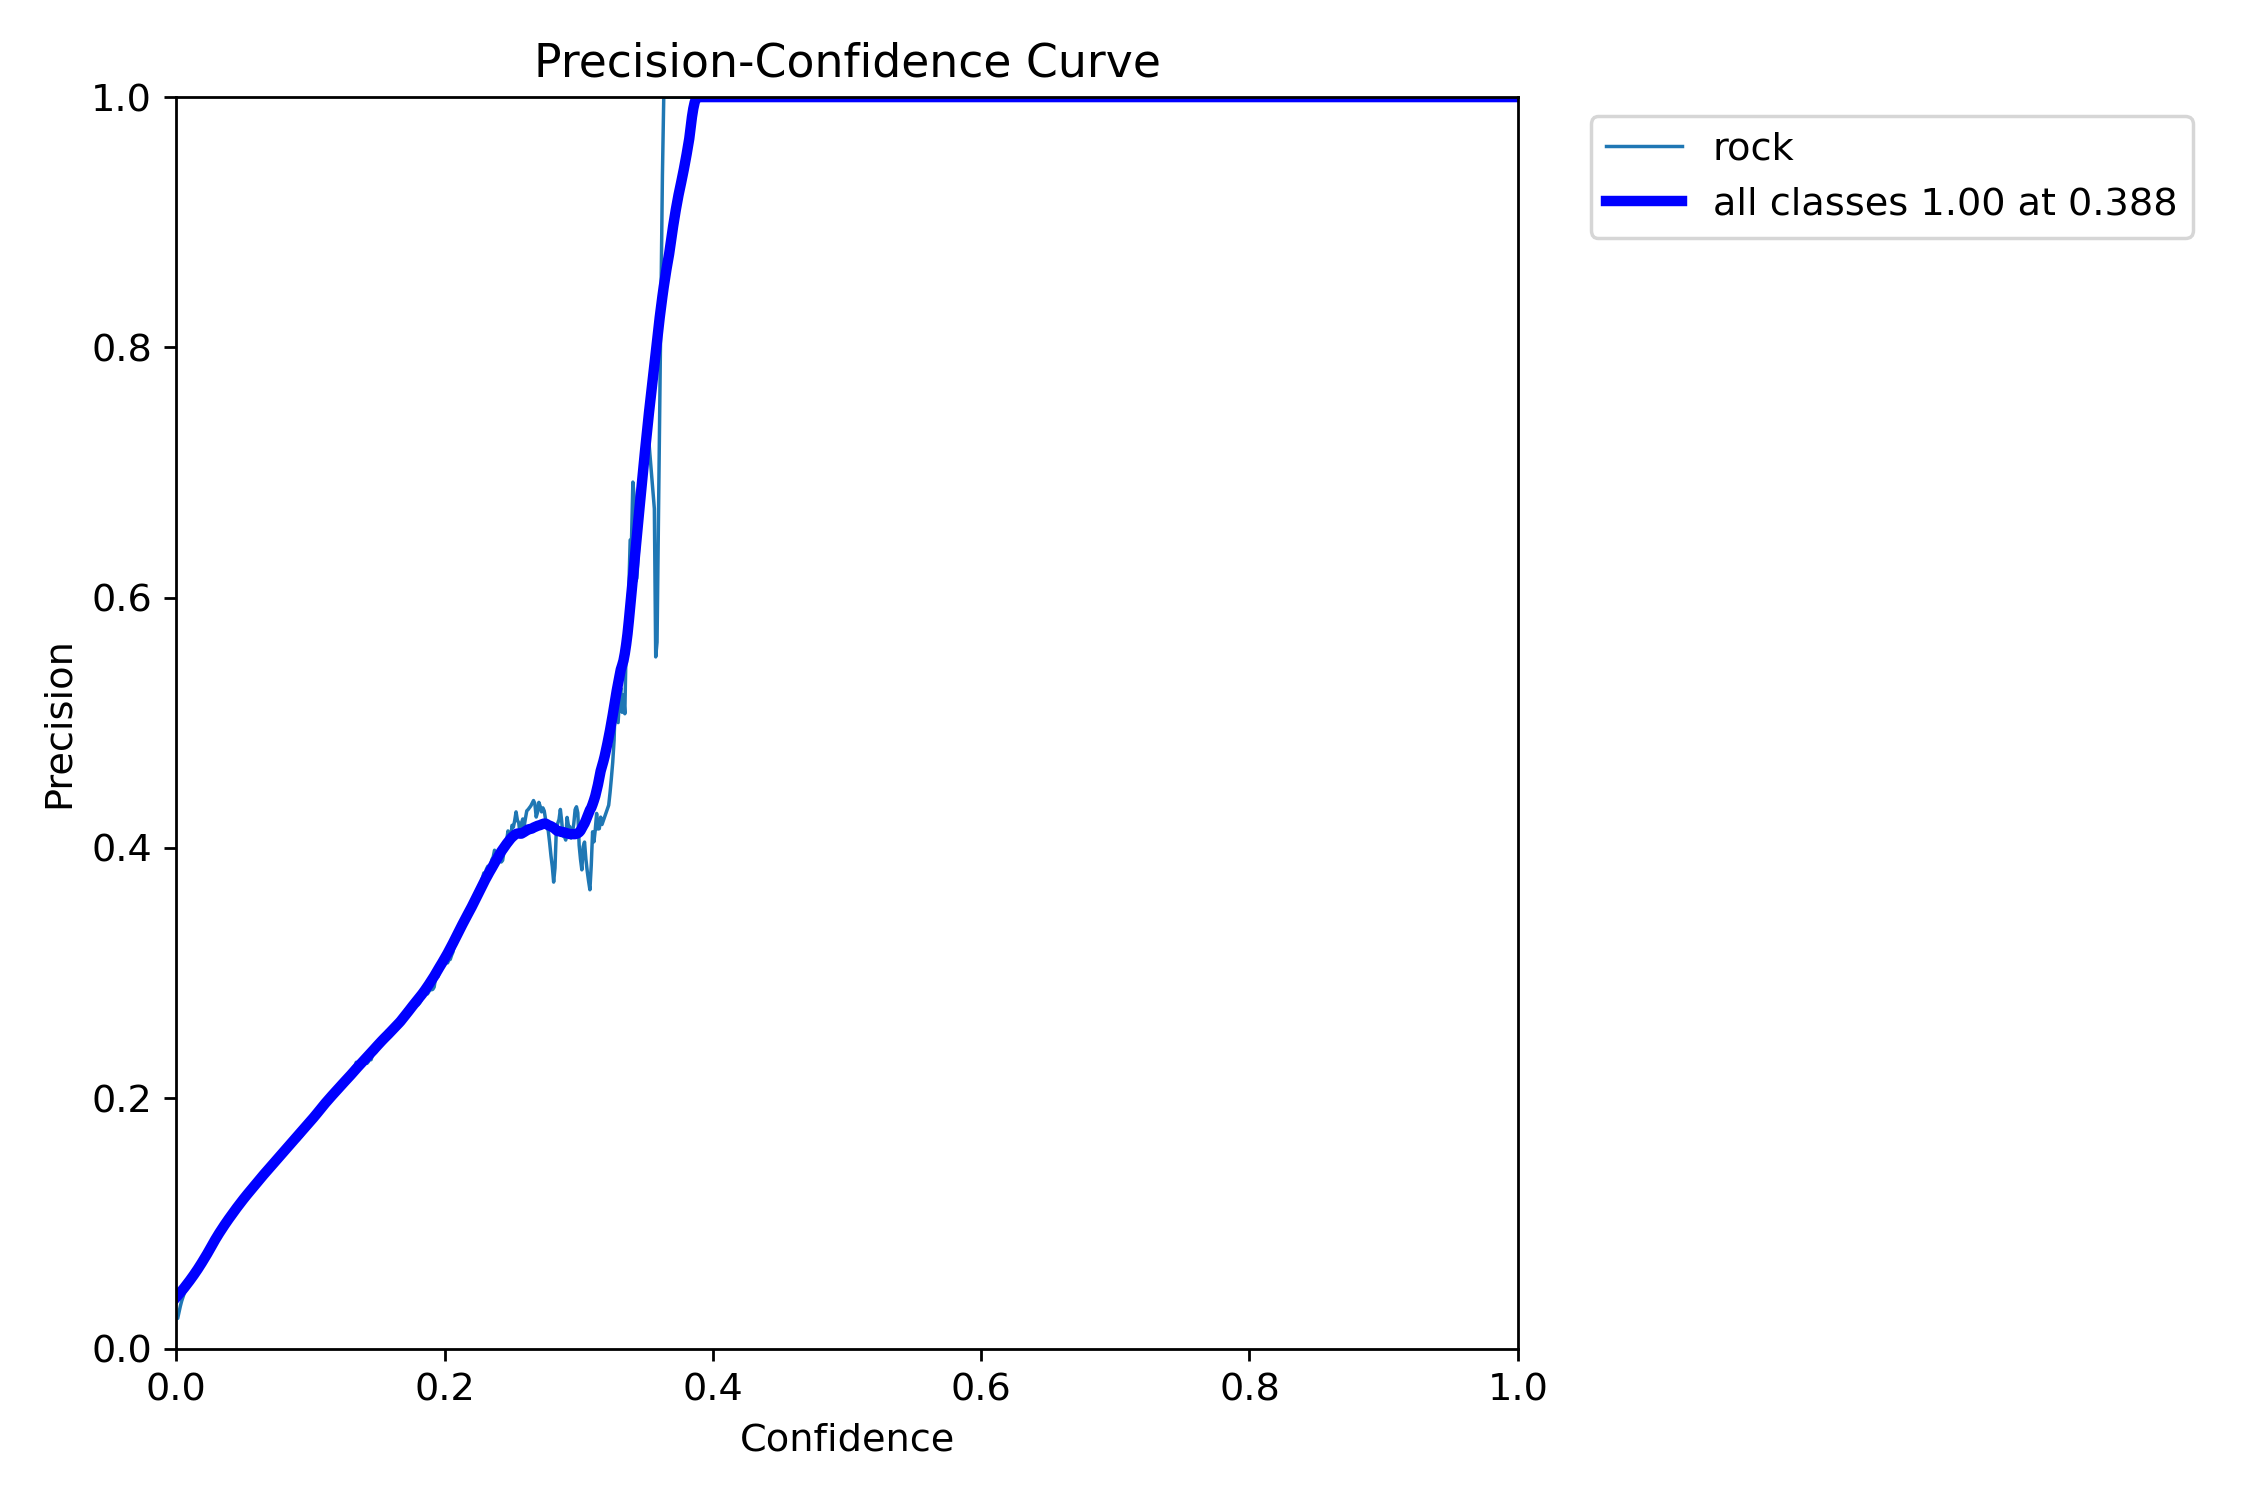 Precision-Confidence Curve
1.0
0.8
0.6
0.4
0.2
0.0
Precision
0.0 0.2 0.4 0.6 0.8 1.0
Confidence
rock
all classes 1.00 at 0.388